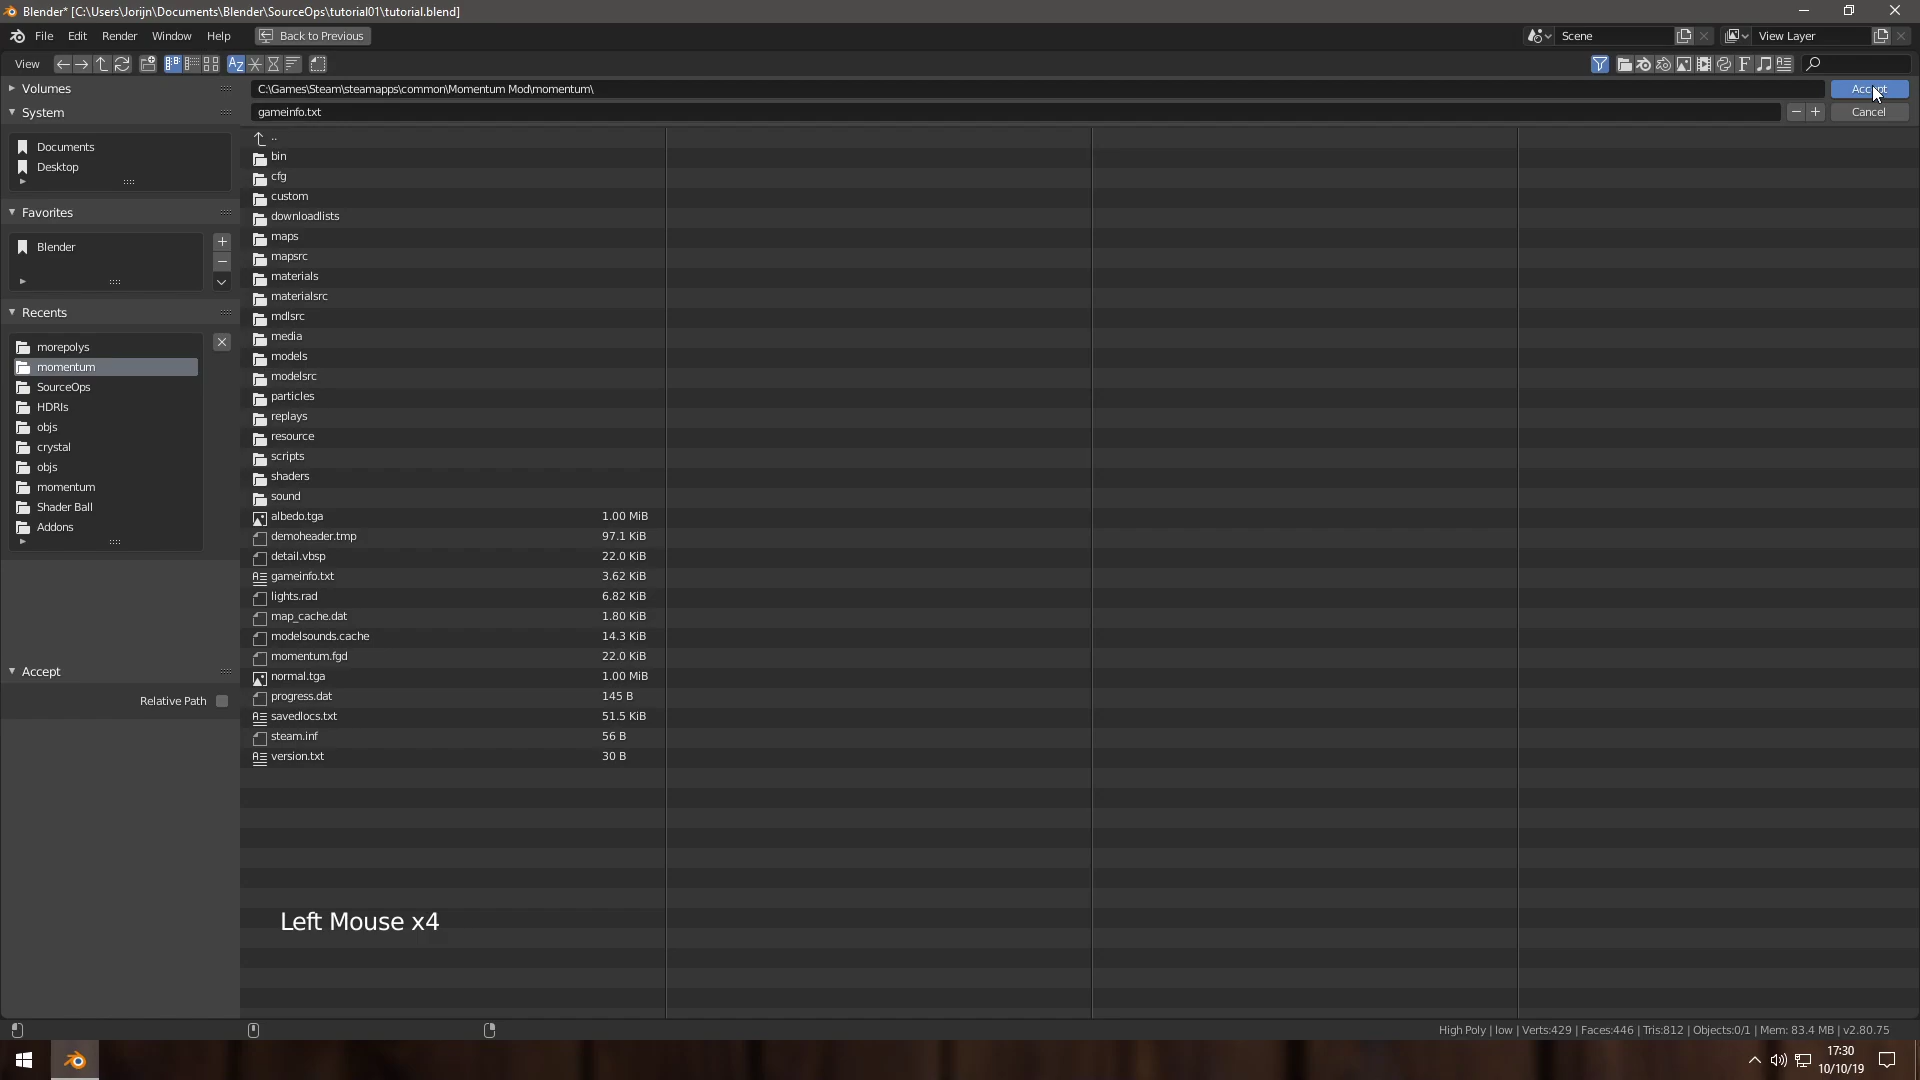 Blender* [C:\Users\Jorijn\Documents\Blender\SourceOps\tutorial01\tutorial.blend]
File Edit Render Window Help Back to Previous Scene View Layer
View
Volumes
System
Documents
Desktop
Favorites
Blender
Recents
morepolys
momentum
SourceOps
HDRIs
objs
crystal
objs
momentum
Shader Ball
Addons
Accept
Relative Path
C:\Games\Steam\steamapps\common\Momentum Mod\momentum\
Accept
gameinfo.txt
Cancel
..
bin
cfg
custom
downloadlists
maps
mapsrc
materials
materialsrc
mdlsrc
media
models
modelsrc
particles
replays
resource
scripts
shaders
sound
albedo.tga 1.00 MiB
demoheader.tmp 97.1 KiB
detail.vbsp 22.0 KiB
gameinfo.txt 3.62 KiB
lights.rad 6.82 KiB
map_cache.dat 1.80 KiB
modelsounds.cache 14.3 KiB
momentum.fgd 22.0 KiB
normal.tga 1.00 MiB
progress.dat 145 B
savedlocs.txt 51.5 KiB
steam.inf 56 B
version.txt 30 B
Left Mouse x4
High Poly | low | Verts:429 | Faces:446 | Tris:812 | Objects:0/1 | Mem: 83.4 MB | v2.80.75
17:30
10/10/19